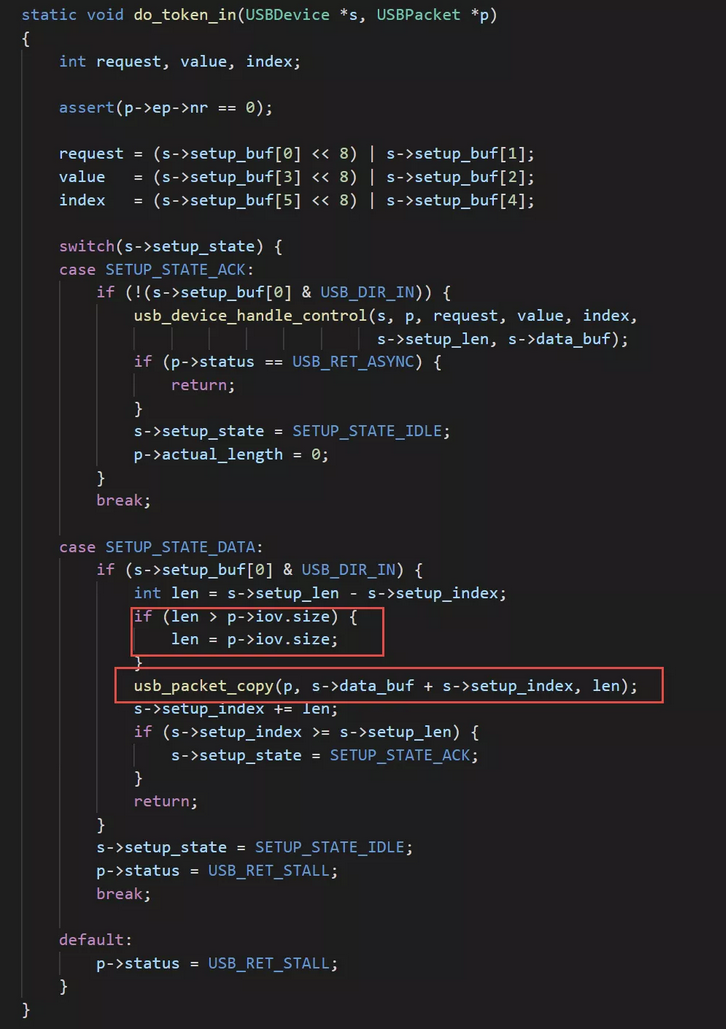 static void do_token_in(USBDevice *s, USBPacket *p)
{
    int request, value, index;

    assert(p->ep->nr == 0);

    request = (s->setup_buf[0] << 8) | s->setup_buf[1];
    value   = (s->setup_buf[3] << 8) | s->setup_buf[2];
    index   = (s->setup_buf[5] << 8) | s->setup_buf[4];

    switch(s->setup_state) {
    case SETUP_STATE_ACK:
        if (!(s->setup_buf[0] & USB_DIR_IN)) {
            usb_device_handle_control(s, p, request, value, index,
                                      s->setup_len, s->data_buf);
            if (p->status == USB_RET_ASYNC) {
                return;
            }
            s->setup_state = SETUP_STATE_IDLE;
            p->actual_length = 0;
        }
        break;

    case SETUP_STATE_DATA:
        if (s->setup_buf[0] & USB_DIR_IN) {
            int len = s->setup_len - s->setup_index;
            if (len > p->iov.size) {
                len = p->iov.size;
            }
            usb_packet_copy(p, s->data_buf + s->setup_index, len);
            s->setup_index += len;
            if (s->setup_index >= s->setup_len) {
                s->setup_state = SETUP_STATE_ACK;
            }
            return;
        }
        s->setup_state = SETUP_STATE_IDLE;
        p->status = USB_RET_STALL;
        break;

    default:
        p->status = USB_RET_STALL;
    }
}